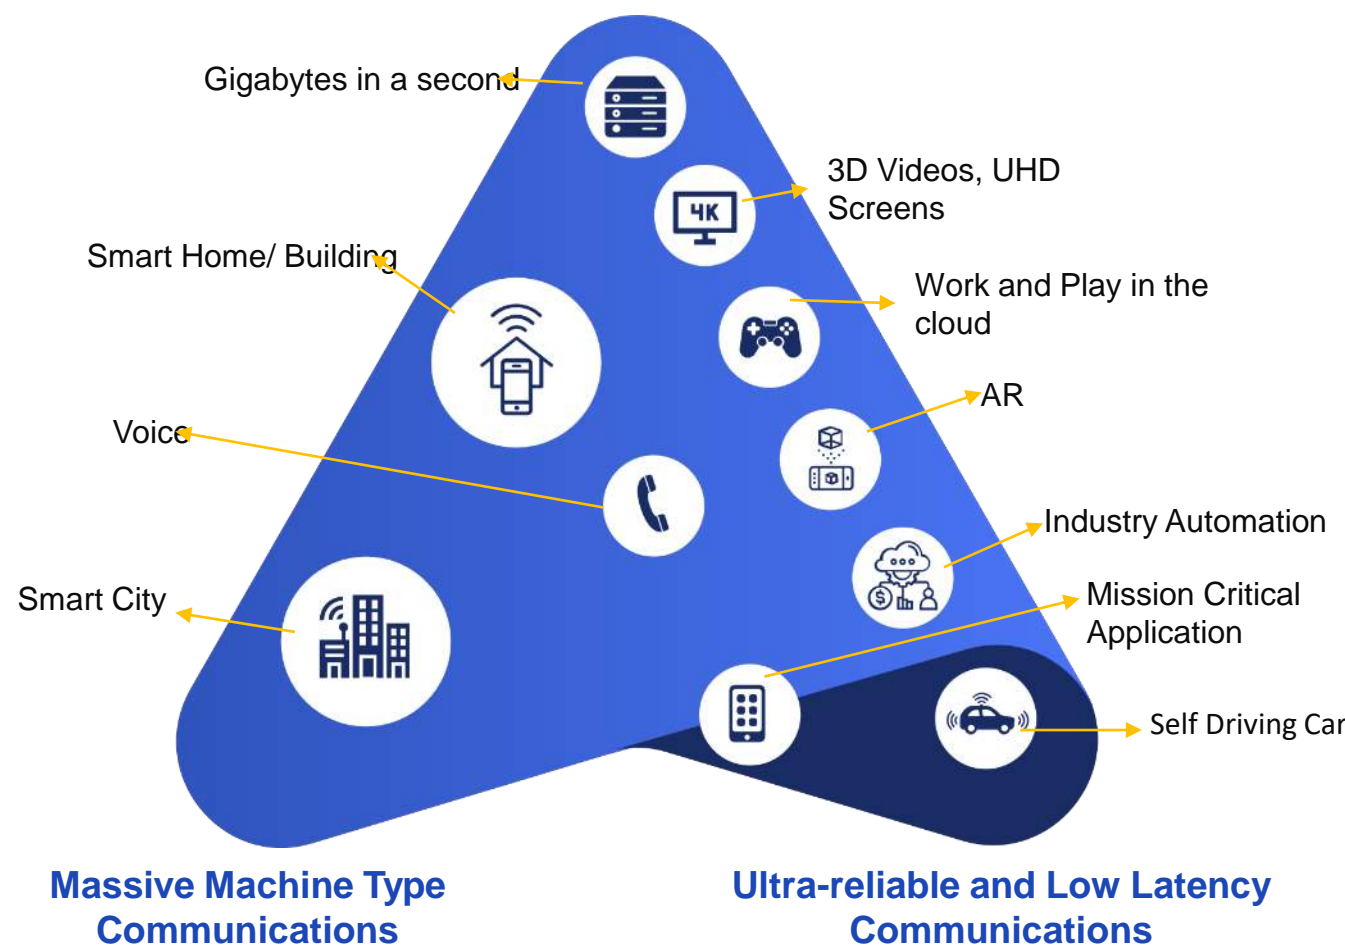 Gigabytes in a second
3D Videos, UHD
Screens
4K
Smart Home/ Building
Work and Play in the
cloud
AR
Voice
Industry Automation
$
Smart City
Mission Critical
Application
Self Driving Car
Massive Machine Type
Communications
Ultra-reliable and Low Latency
Communications